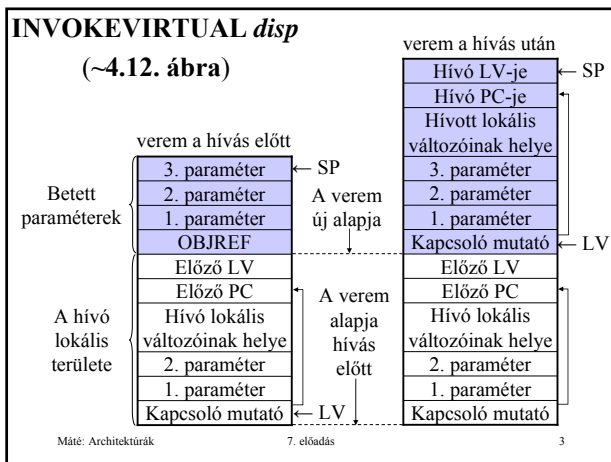 INVOKEVIRTUAL disp
(~4.12. ábra)
verem a hívás előtt
Betett
paraméterek
3. paraméter
2. paraméter
1. paraméter
OBJREF
← SP
A hívó
lokális
területe
Előző LV
Előző PC
Hívó lokális
változóinak helye
2. paraméter
1. paraméter
Kapcsoló mutató
← LV
A verem
új alapja
A verem
alapja
hívás
előtt
verem a hívás után
Hívó LV-je
← SP
Hívó PC-je
Hívott lokális
változóinak helye
3. paraméter
2. paraméter
1. paraméter
Kapcsoló mutató
← LV
Előző LV
Előző PC
Hívó lokális
változóinak helye
2. paraméter
1. paraméter
Kapcsoló mutató
Máté: Architektúrák
7. előadás
3